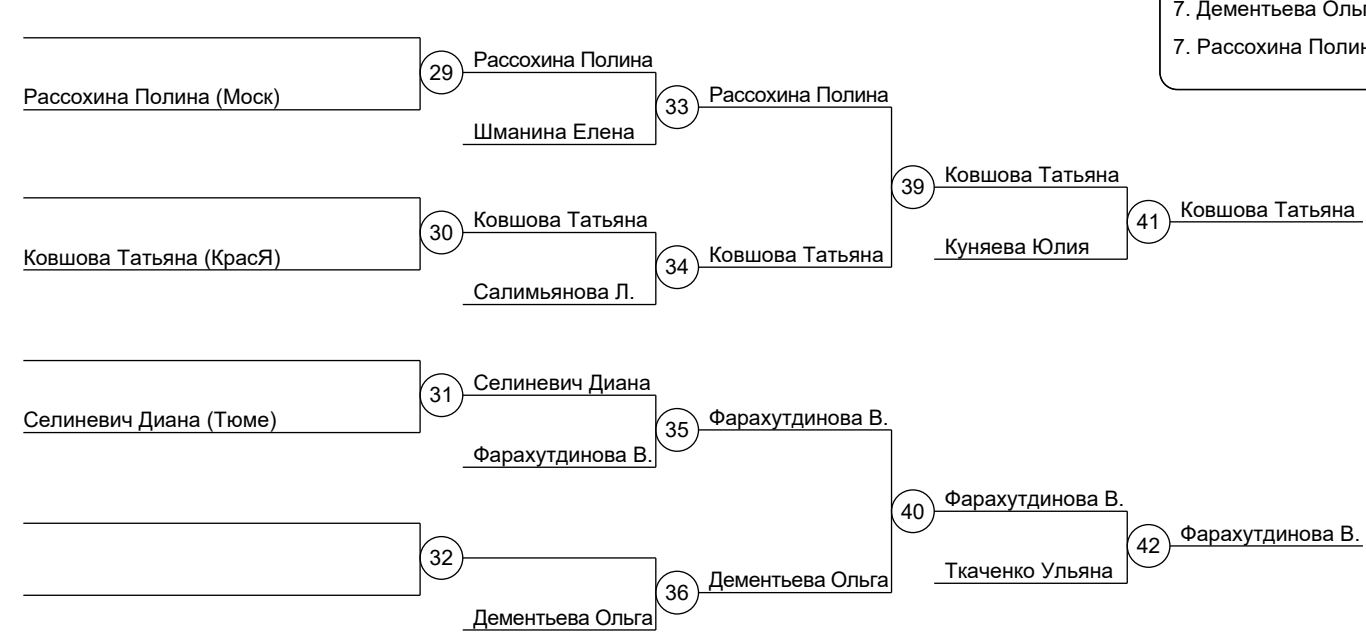 7. Дементьева
7. Рассохина
Рассохина Полина
29
Рассохина Полина (Моск)
Рассохина Полина
33
Шманина Елена
Ковшова Татьяна
39
Ковшова Татьяна
41
Ковшова Татьяна
30
Куняева Юлия
Ковшова Татьяна (КрасЯ)
Ковшова Татьяна
34
Салимьянова Л.
Селиневич Диана
31
Фарахутдинова В.
Селиневич Диана (Тюме)
35
Фарахутдинова В.
Фарахутдинова В.
40
Фарахутдинова В.
42
32
Ткаченко Ульяна
Дементьева Ольга
36
Дементьева Ольга